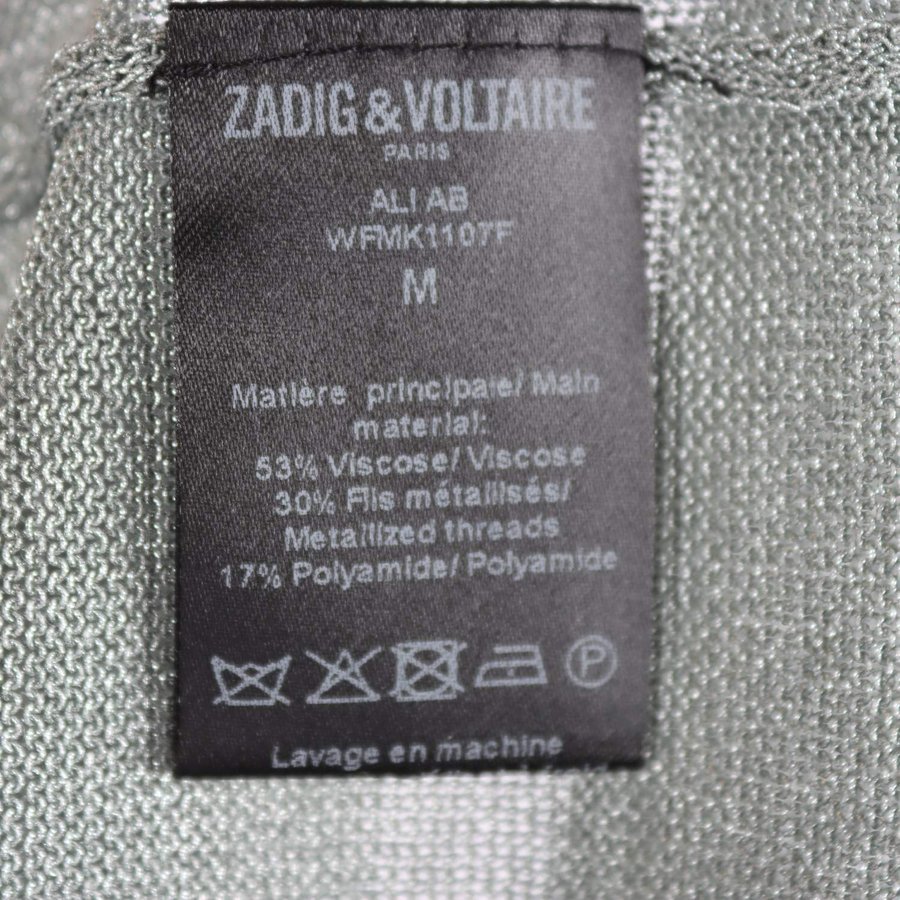 ZADIG&VOLTAIRE
PARIS
ALI AB
WFMK1107F
M
Matière principale/ Main
material:
53% Viscose/ Viscose
30% Fils métallisés/
Metallized threads
17% Polyamide/ Polyamide
P
Lavage en machine